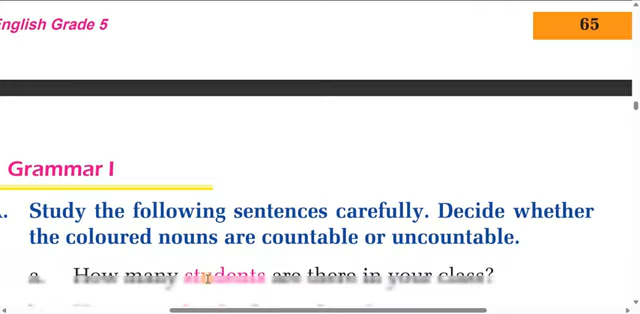 English Grade 5
65
Grammar I
Study the following sentences carefully. Decide whether
the coloured nouns are countable or uncountable.
a. How many students are there in your class?